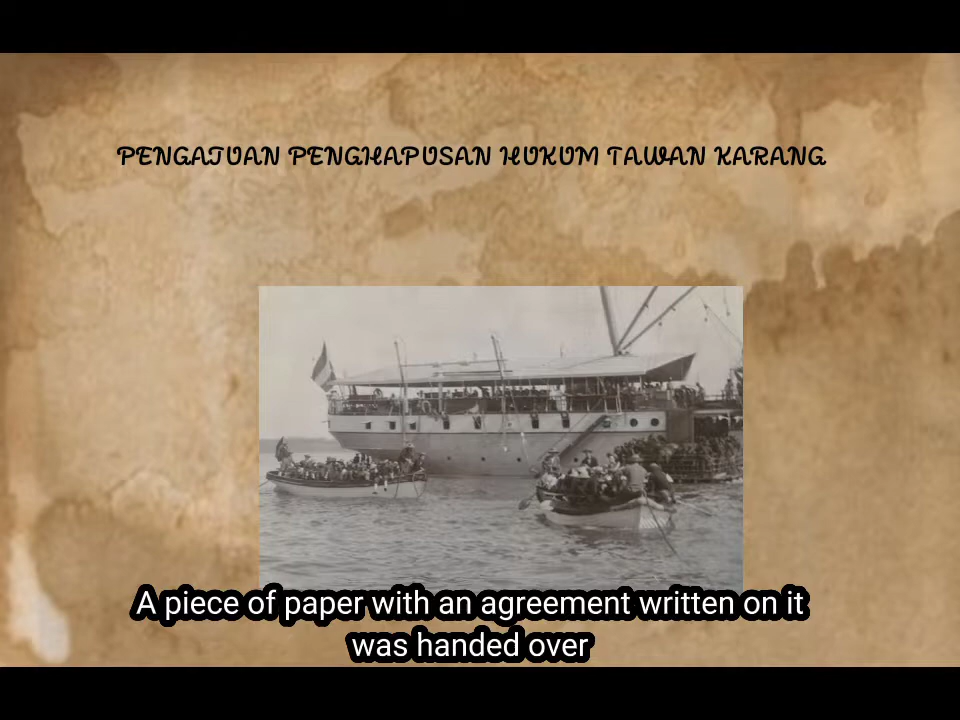 PENGAJUAN PENGHAPUSAN HUKUM TAWAN KARANG
A piece of paper with an agreement written on it
was handed over